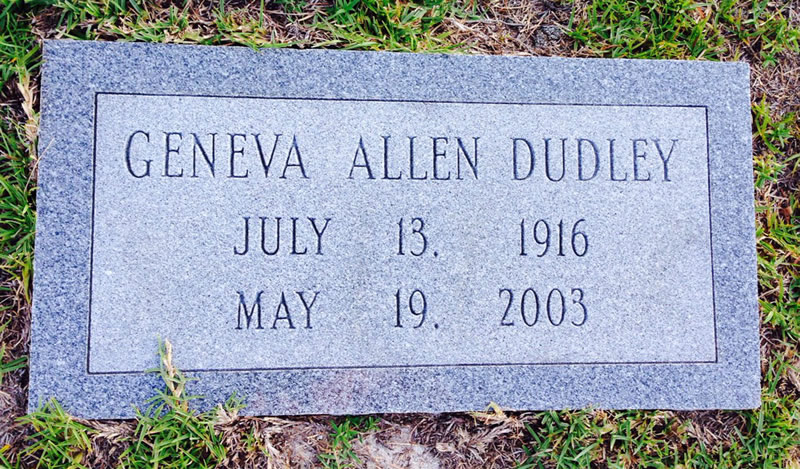 GENEVA ALLEN DUDLEY
JULY 13, 1916
MAY 19, 2003